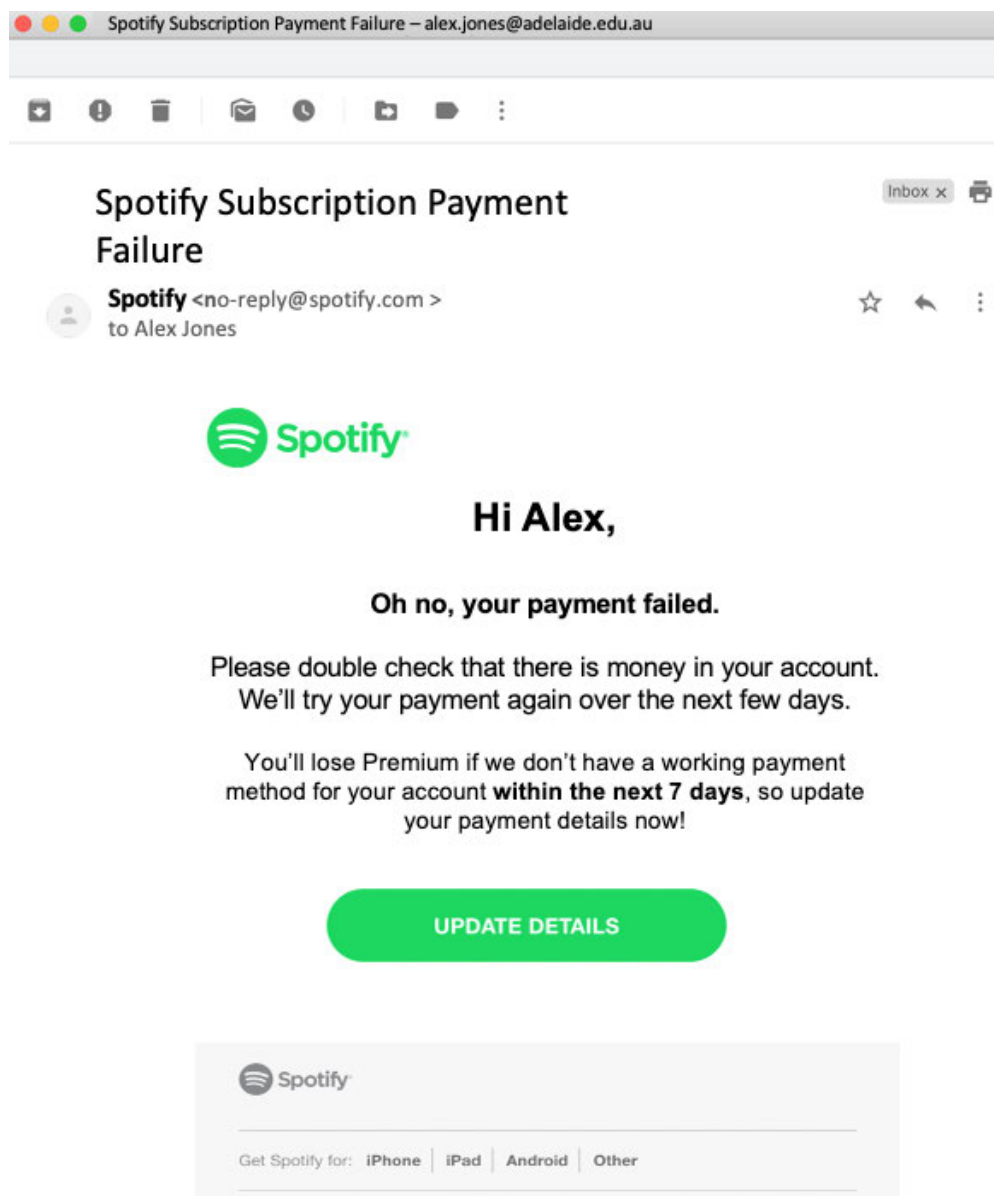 Spotify Subscription Payment Failure – alex.jones@adelaide.edu.au
Spotify Subscription Payment
Failure
Inbox x
Spotify <no-reply@spotify.com >
to Alex Jones
Spotify
Hi Alex,
Oh no, your payment failed.
Please double check that there is money in your account.
We'll try your payment again over the next few days.
You'll lose Premium if we don't have a working payment
method for your account within the next 7 days, so update
your payment details now!
UPDATE DETAILS
Spotify
Get Spotify for: iPhone | iPad | Android | Other